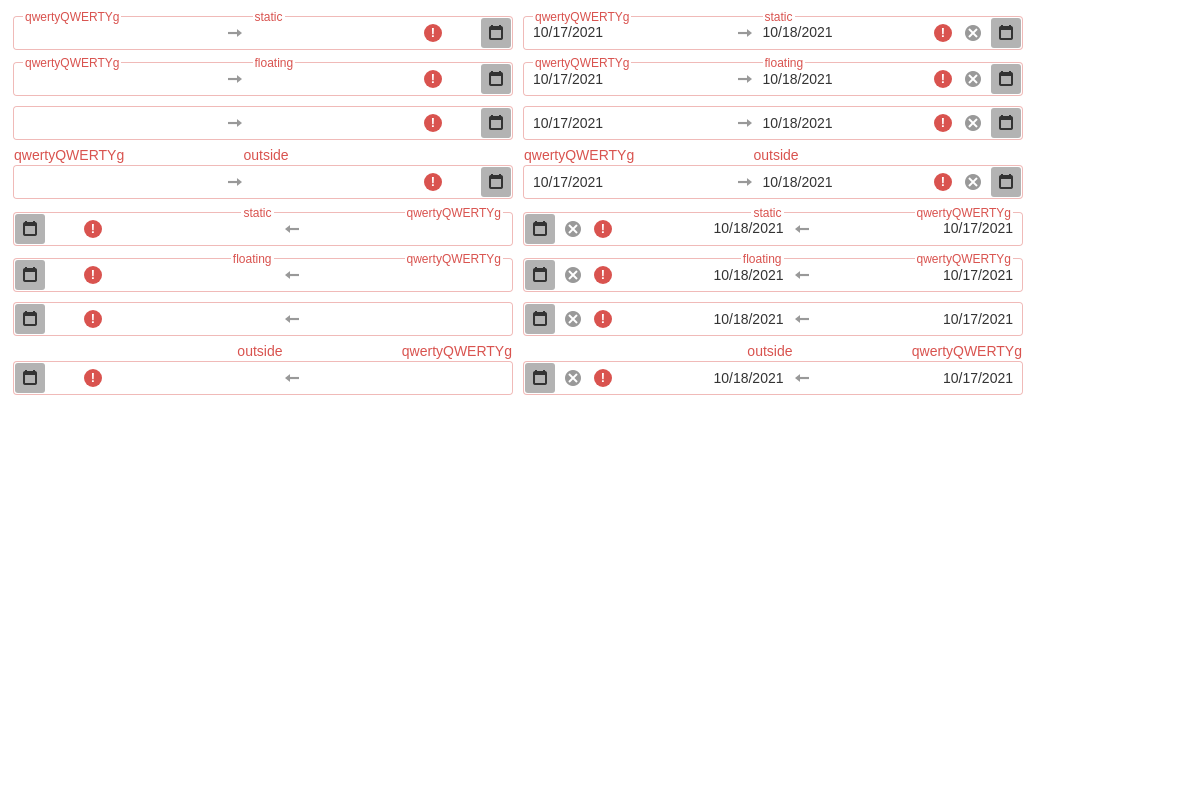 qwertyQWERTYg static qwertyQWERTYg static
10/17/2021 10/18/2021
qwertyQWERTYg floating qwertyQWERTYg floating
10/17/2021 10/18/2021
10/17/2021 10/18/2021
qwertyQWERTYg outside qwertyQWERTYg outside
10/17/2021 10/18/2021
static qwertyQWERTYg static qwertyQWERTYg
10/18/2021 10/17/2021
floating qwertyQWERTYg floating qwertyQWERTYg
10/18/2021 10/17/2021
10/18/2021 10/17/2021
outside qwertyQWERTYg outside qwertyQWERTYg
10/18/2021 10/17/2021